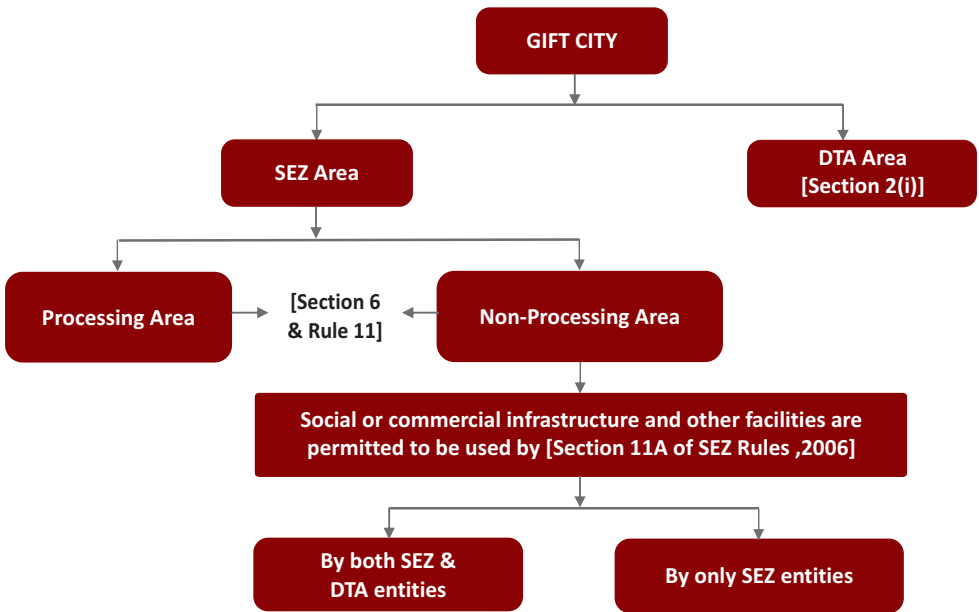 GIFT CITY
SEZ Area
DTA Area
[Section 2(i)]
Processing Area
[Section 6
& Rule 11]
Non-Processing Area
Social or commercial infrastructure and other facilities are
permitted to be used by [Section 11A of SEZ Rules ,2006]
By both SEZ &
DTA entities
By only SEZ entities